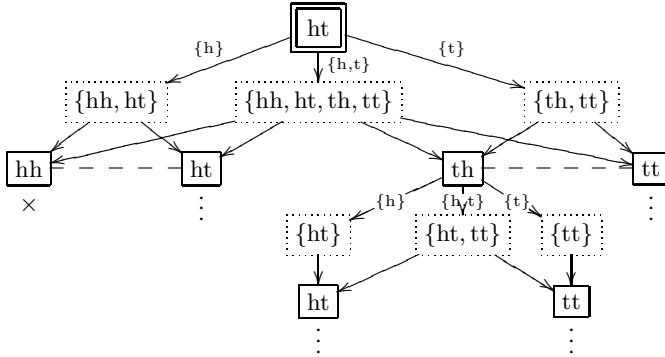 ht
{h} {h,t} {t}
{hh, ht} {hh, ht, th, tt} {th, tt}
hh ht th tt
× ⋮ ⋮
{h} {h,t} {t}
{ht} {ht, tt} {tt}
ht tt
⋮ ⋮